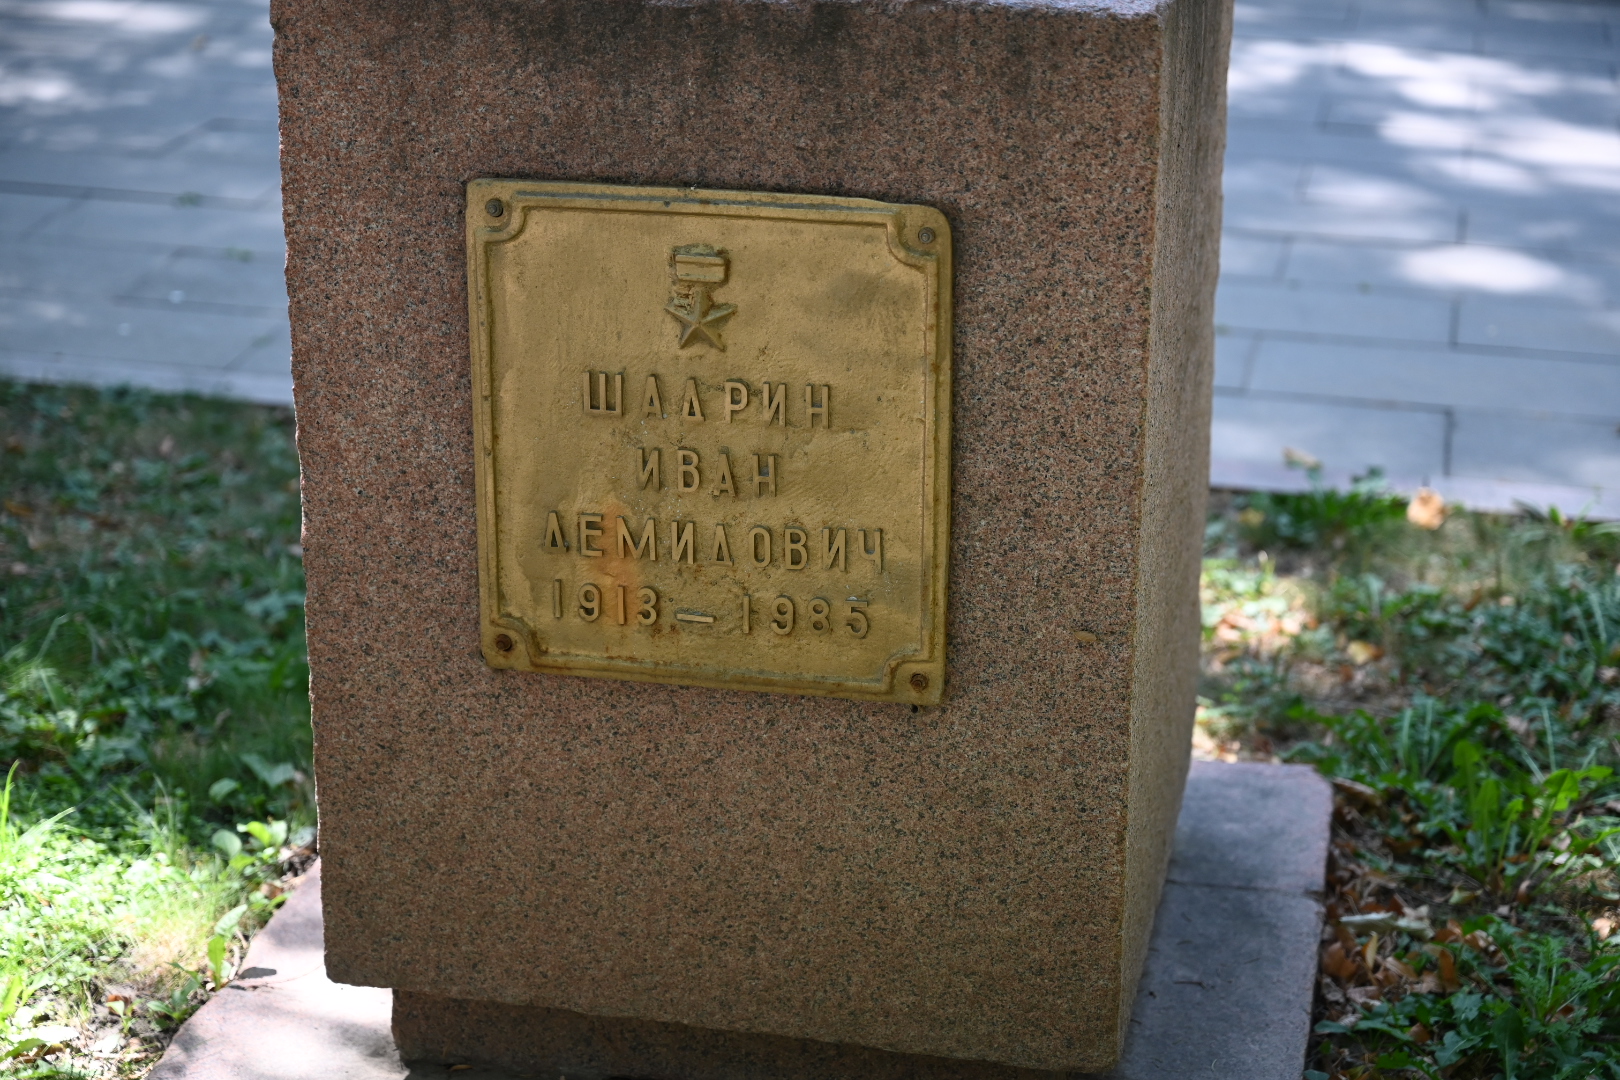 ШАДРИН
ИВАН
ДЕМИДОВИЧ
1913 — 1985